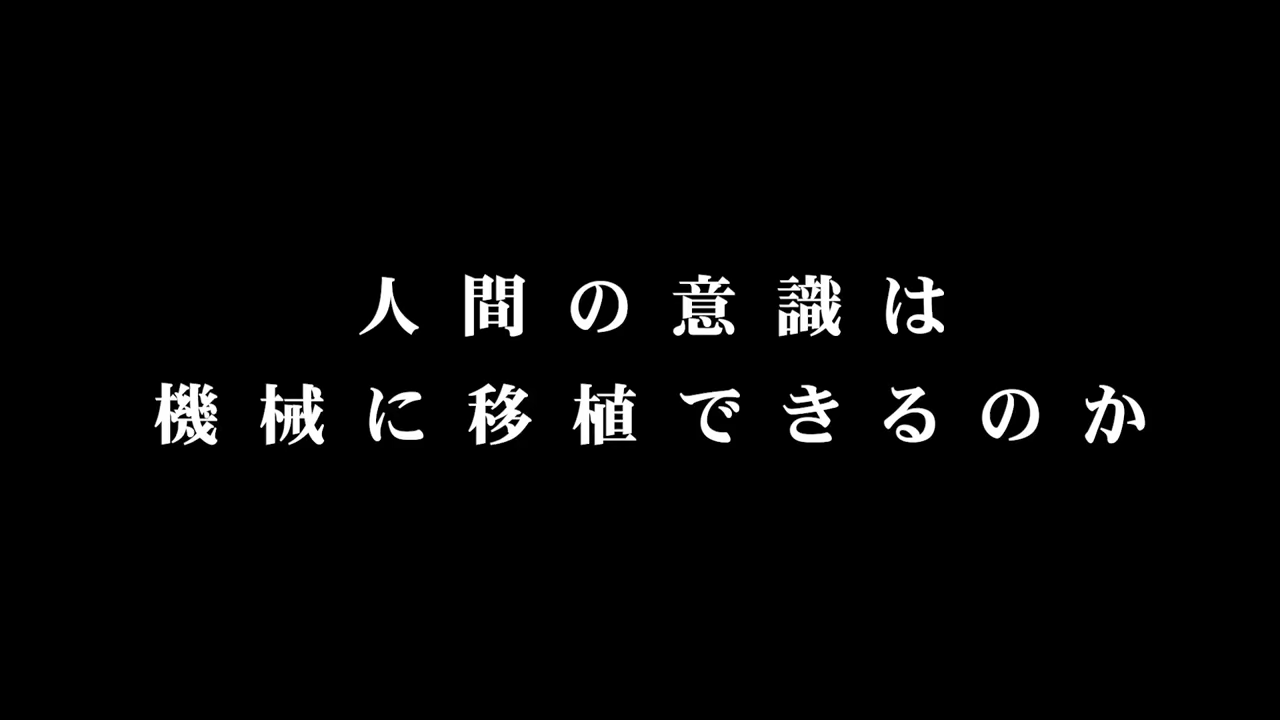 人間の意識は
機械に移植できるのか